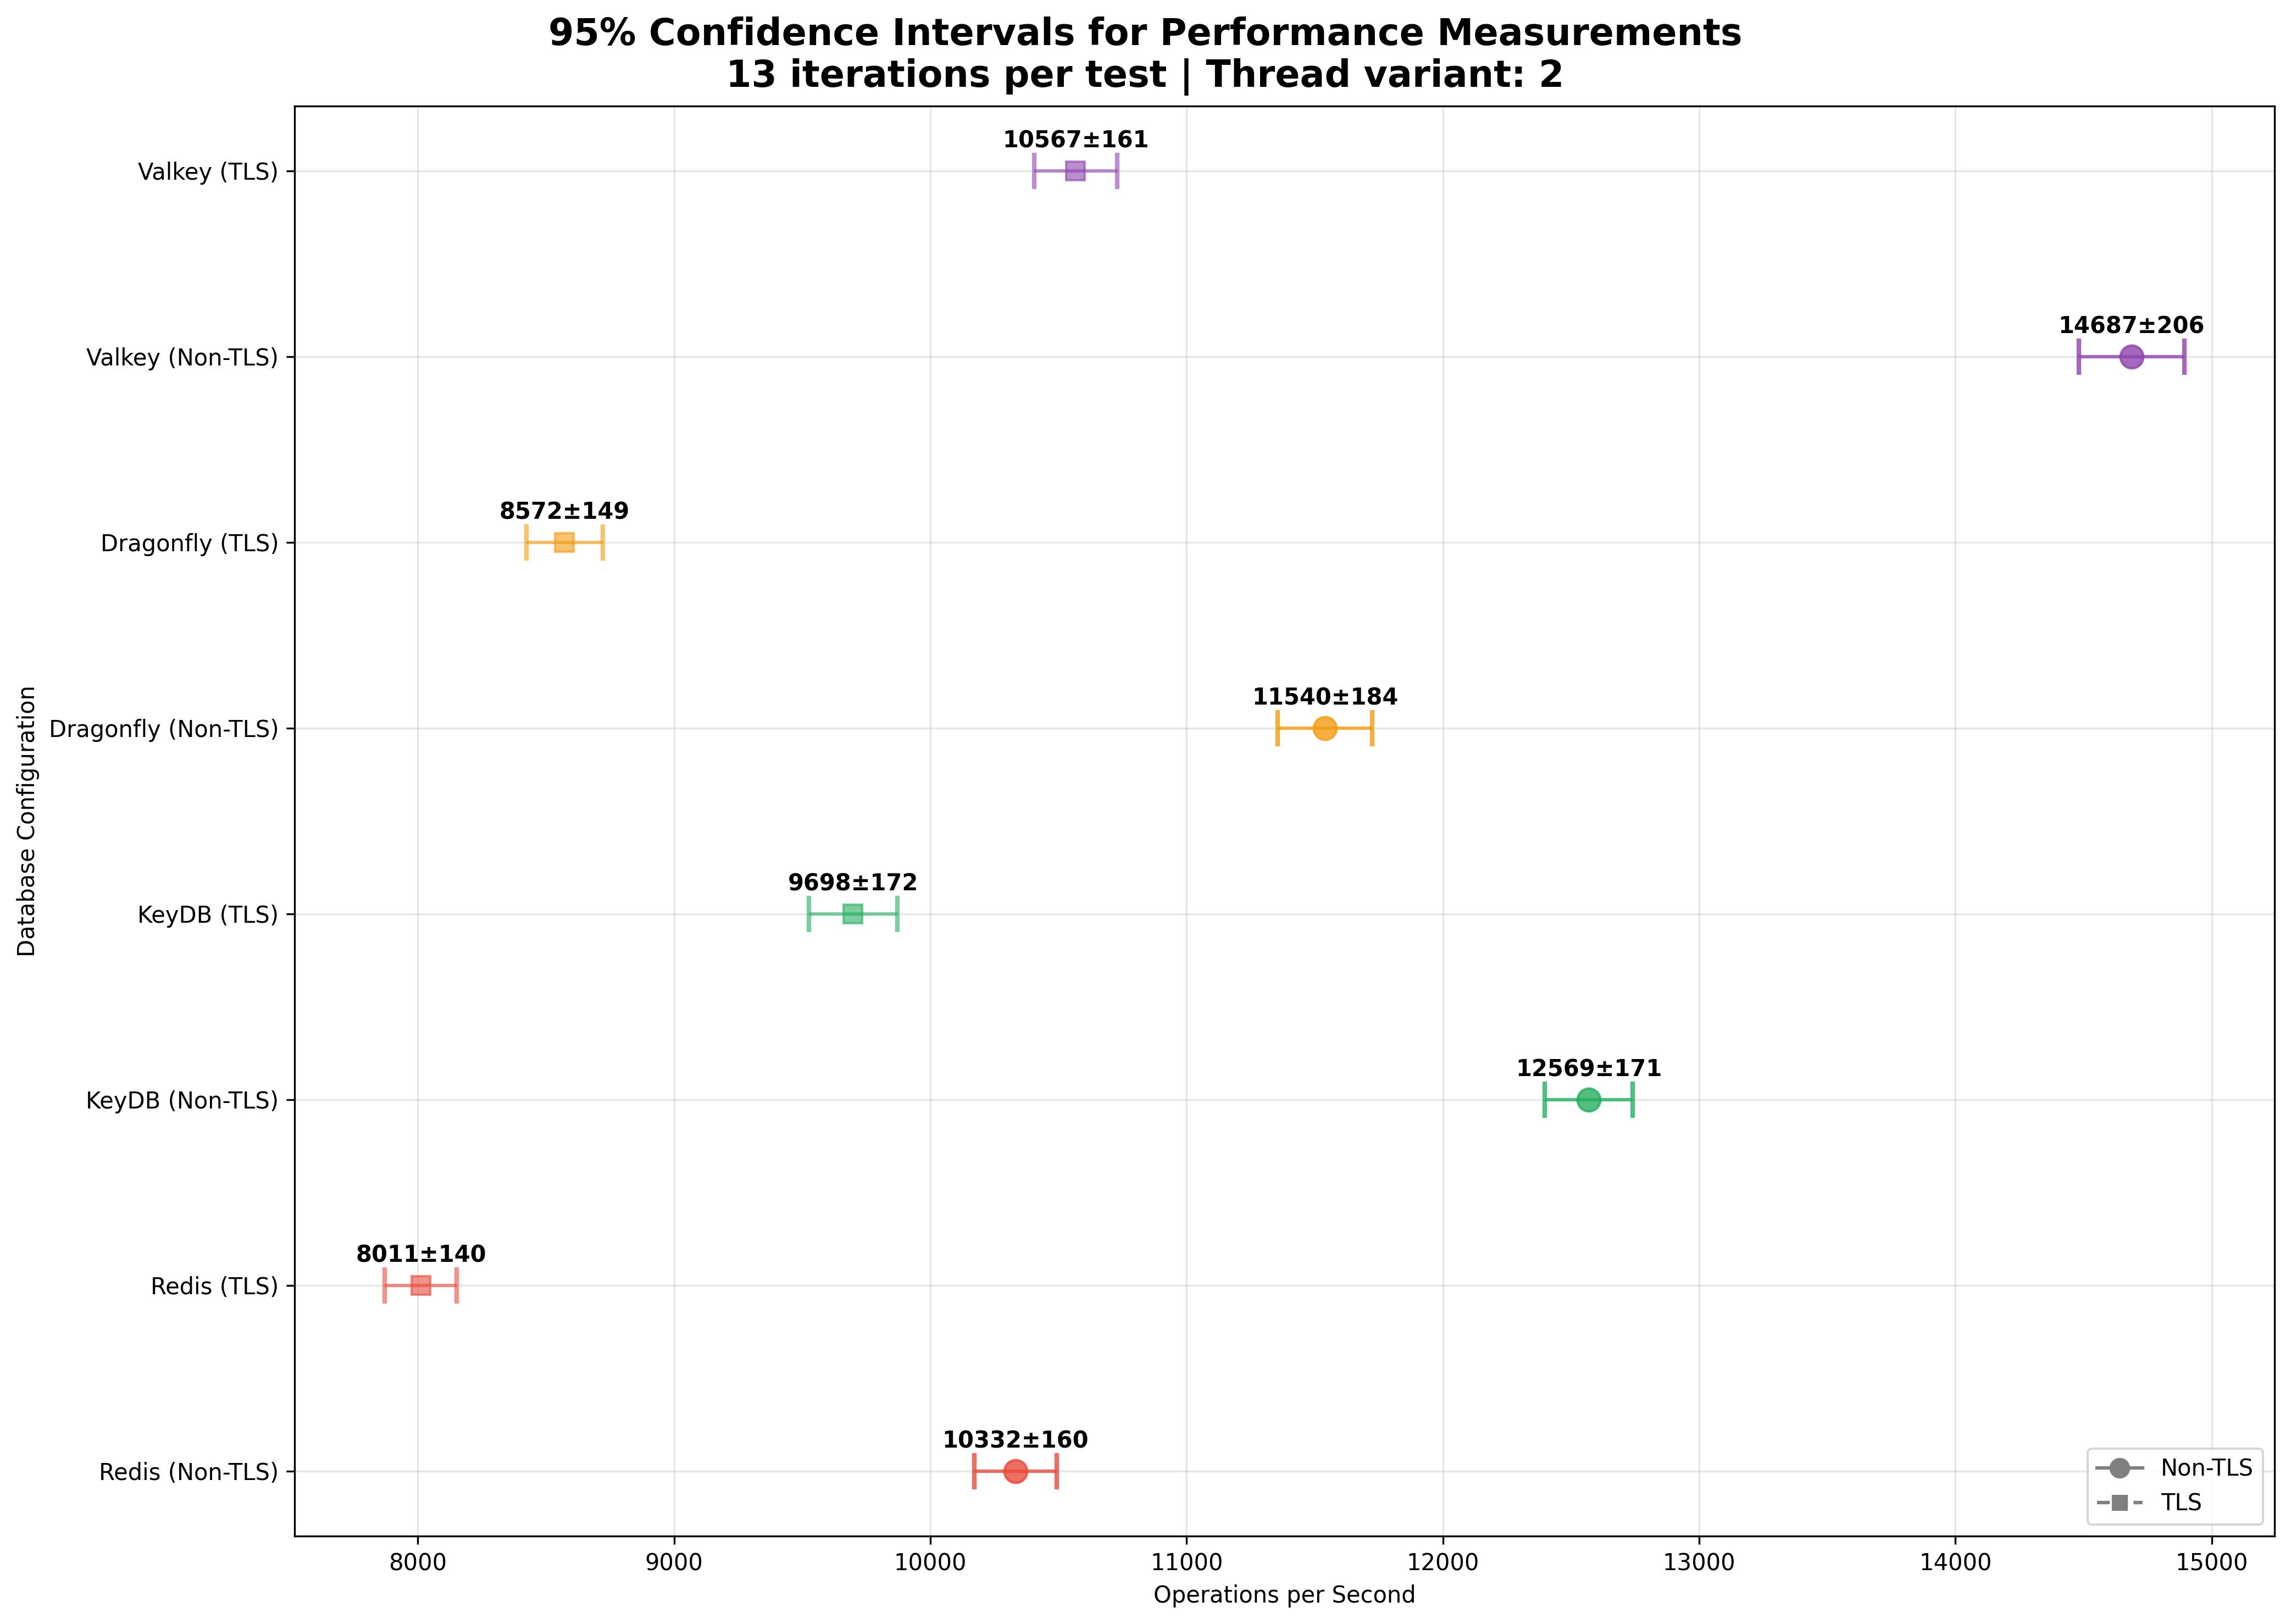 95% Confidence Intervals for Performance Measurements
13 iterations per test | Thread variant: 2
Database Configuration
Valkey (TLS)
10567±161
Valkey (Non-TLS)
14687±206
Dragonfly (TLS)
8572±149
Dragonfly (Non-TLS)
11540±184
KeyDB (TLS)
9698±172
KeyDB (Non-TLS)
12569±171
Redis (TLS)
8011±140
Redis (Non-TLS)
10332±160
Non-TLS
TLS
8000 9000 10000 11000 12000 13000 14000 15000
Operations per Second